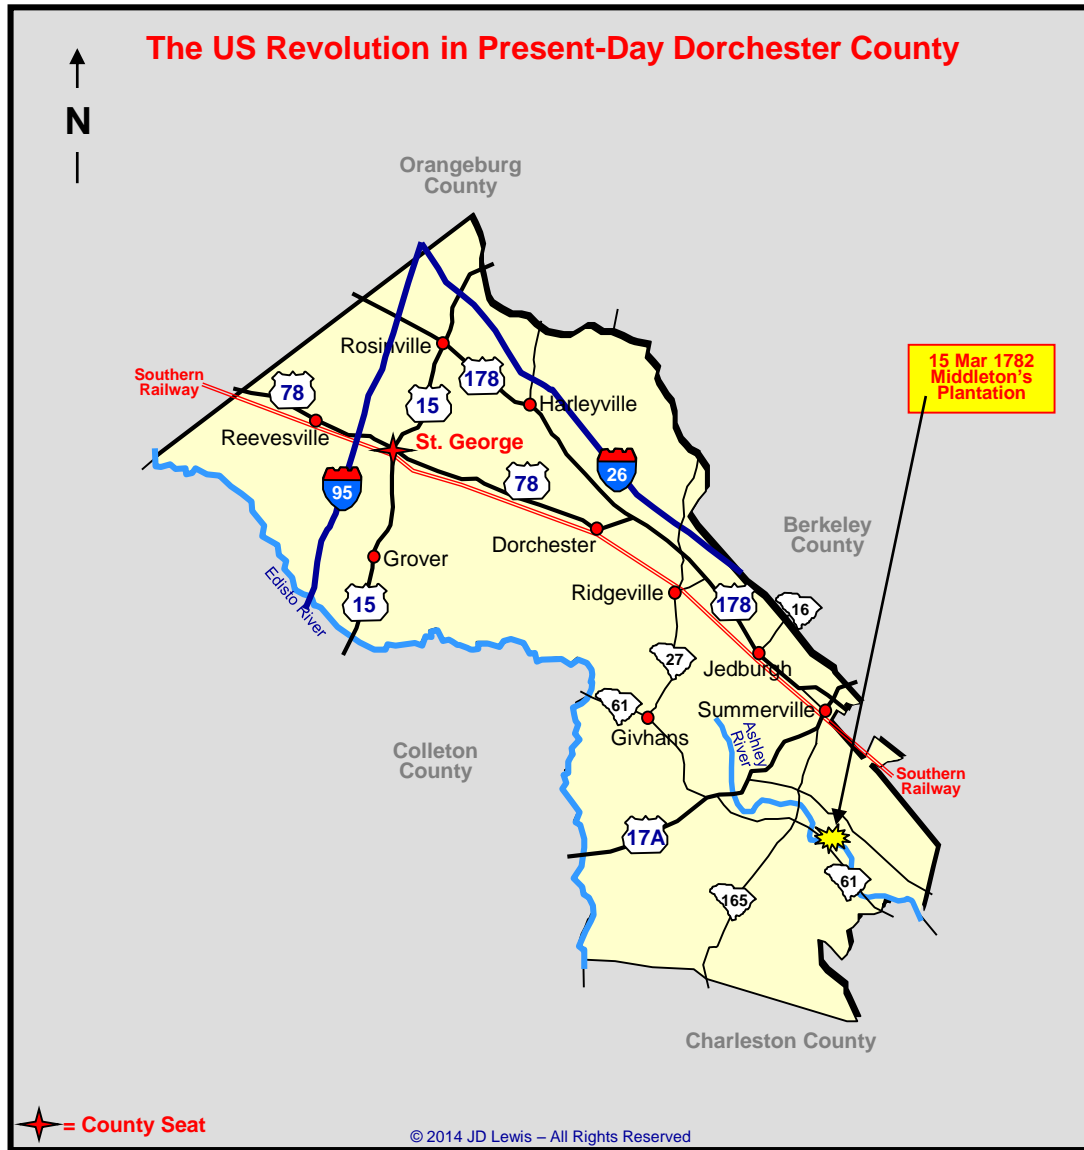 The US Revolution in Present-Day Dorchester County
N
Orangeburg
County
15 Mar 1782
Middleton's
Plantation
Rosinville
Southern
Railway
178
78
15
Harleyville
Reevesville
St. George
26
78
95
Berkeley
County
Dorchester
Grover
Edisto River
Ridgeville
15
178
16
27
Jedburgh
61
Summerville
Givhans
Ashley
River
Colleton
County
Southern
Railway
17A
61
165
Charleston County
= County Seat
© 2014 JD Lewis – All Rights Reserved